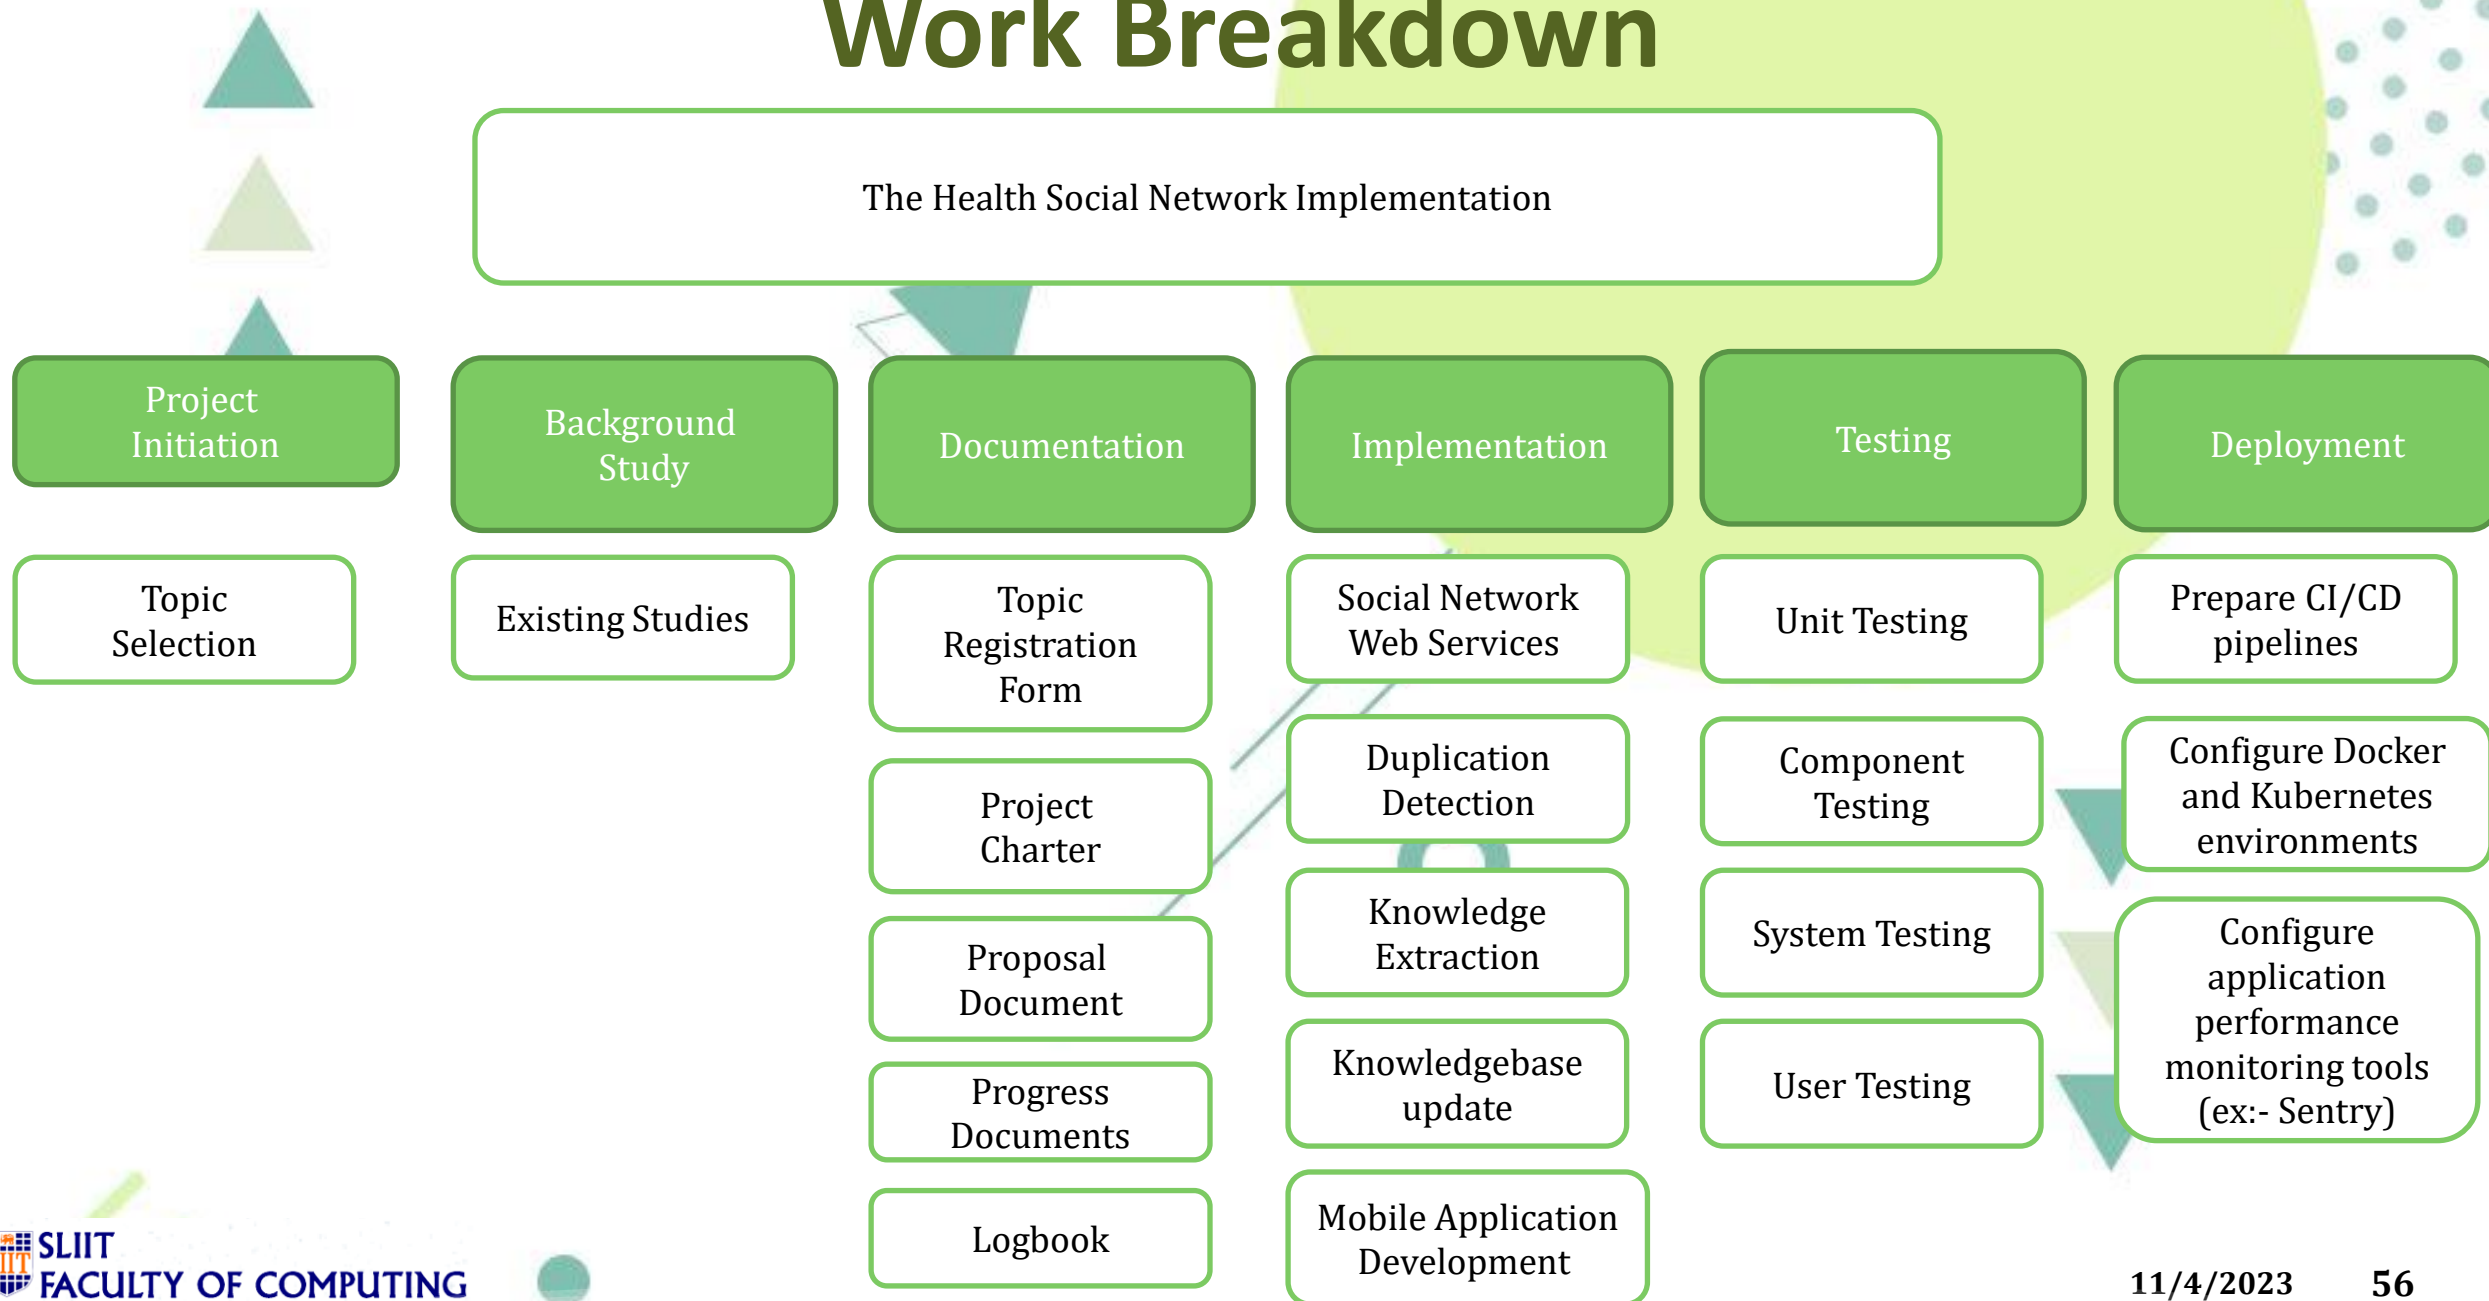 Work Breakdown
The Health Social Network Implementation
Project
Initiation
Topic
Selection
Background
Study
Existing Studies
Documentation
Topic
Registration
Form
Project
Charter
Proposal
Document
Progress
Documents
Logbook
Implementation
Social Network
Web Services
Duplication
Detection
Knowledge
Extraction
Knowledgebase
update
Mobile Application
Development
Testing
Unit Testing
Component
Testing
System Testing
User Testing
Deployment
Prepare CI/CD
pipelines
Configure Docker
and Kubernetes
environments
Configure
application
performance
monitoring tools
(ex:- Sentry)
SLIIT
FACULTY OF COMPUTING
11/4/2023
56